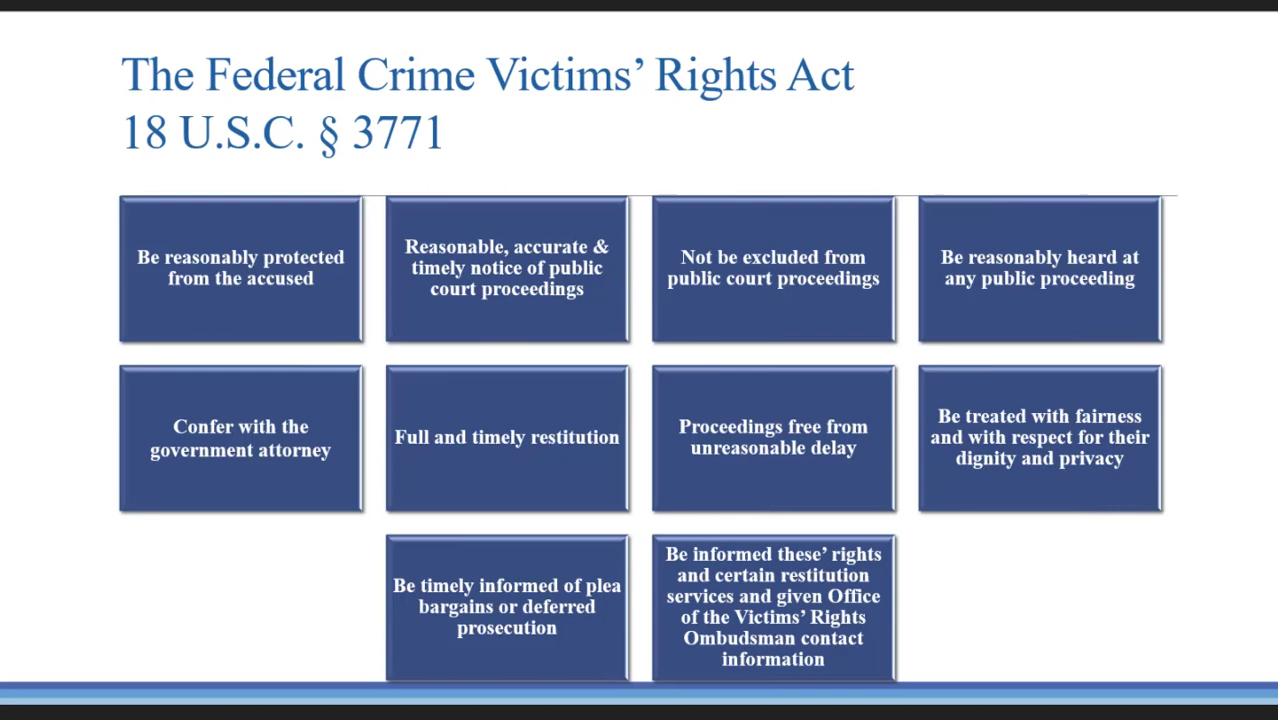 The Federal Crime Victims’ Rights Act
18 U.S.C. § 3771
Be reasonably protected
from the accused
Reasonable, accurate &
timely notice of public
court proceedings
Not be excluded from
public court proceedings
Be reasonably heard at
any public proceeding
Confer with the
government attorney
Full and timely restitution
Proceedings free from
unreasonable delay
Be treated with fairness
and with respect for their
dignity and privacy
Be timely informed of plea
bargains or deferred
prosecution
Be informed these’ rights
and certain restitution
services and given Office
of the Victims’ Rights
Ombudsman contact
information